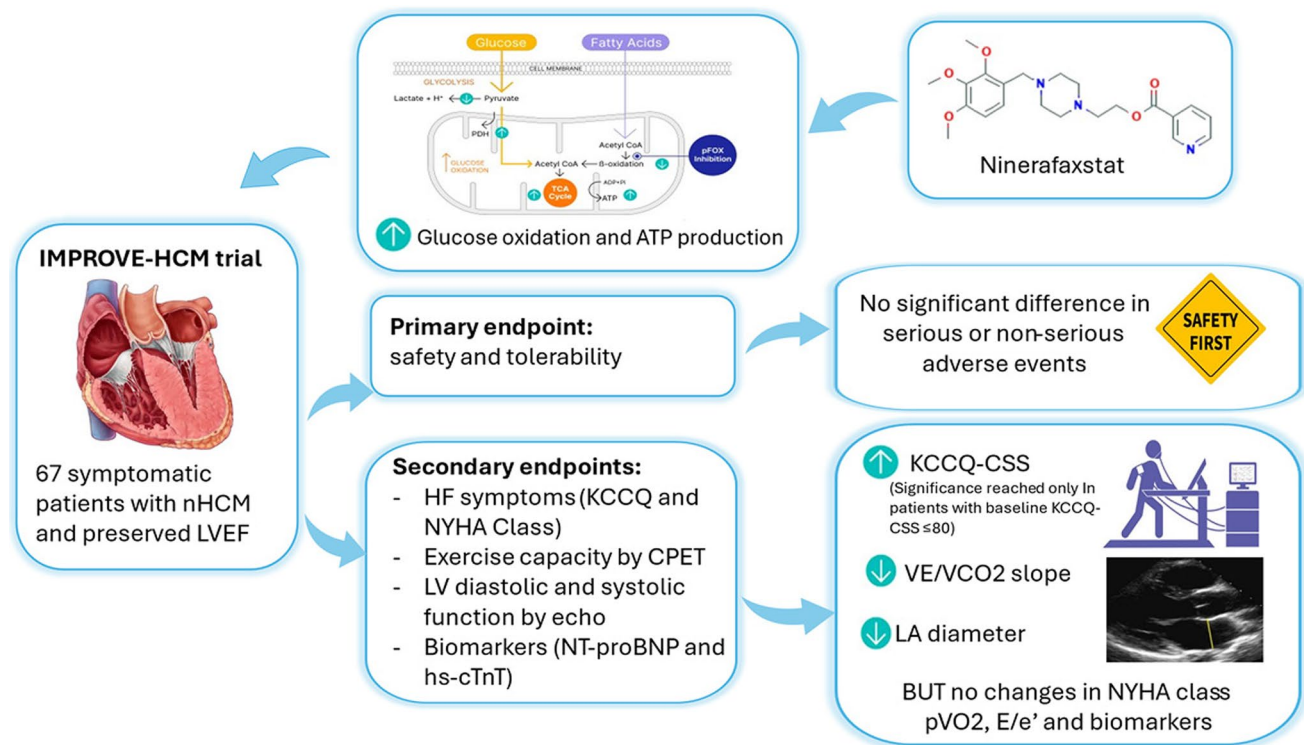 Glucose
Fatty Acids
CELL MEMBRANE
GLYCOLYSIS
Lactate + H⁺
Pyruvate
PDH
Acetyl CoA
pFOX
Inhibition
GLUCOSE
OXIDATION
Acetyl CoA
ß-oxidation
TCA
Cycle
ADP+Pi
ATP
Glucose oxidation and ATP production
O
O
O
N
N
O
O
N
Ninerafaxstat
IMPROVE-HCM trial
67 symptomatic
patients with nHCM
and preserved LVEF
Primary endpoint:
safety and tolerability
No significant difference in
serious or non-serious
adverse events
SAFETY
FIRST
Secondary endpoints:
- HF symptoms (KCCQ and
NYHA Class)
- Exercise capacity by CPET
- LV diastolic and systolic
function by echo
- Biomarkers (NT-proBNP and
hs-cTnT)
KCCQ-CSS
(Significance reached only In
patients with baseline KCCQ-
CSS ≤80)
VE/VCO2 slope
LA diameter
BUT no changes in NYHA class
pVO2, E/e’ and biomarkers